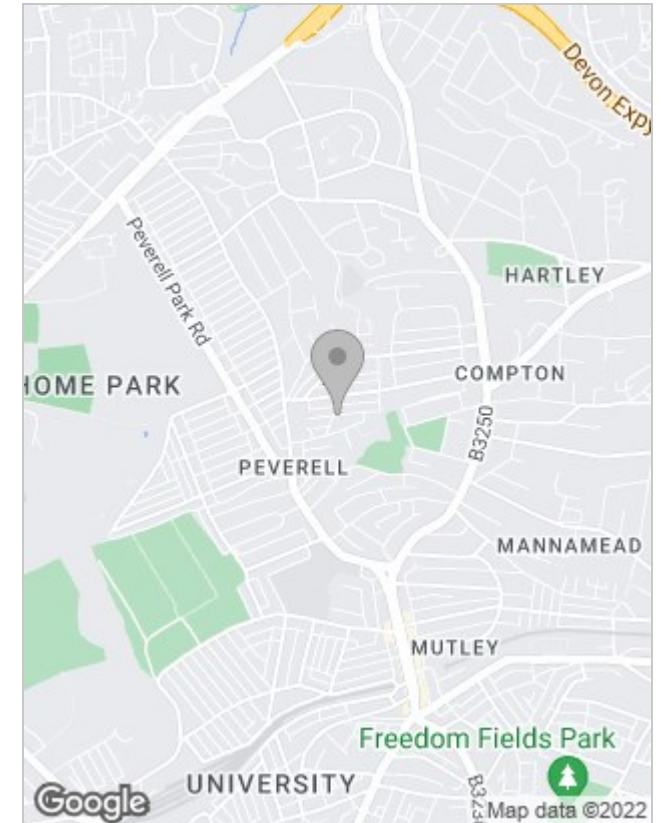 Devon Expy
Peverell Park Rd
HARTLEY
HOME PARK
COMPTON
B3250
PEVERELL
MANNAMEAD
MUTLEY
Freedom Fields Park
UNIVERSITY
Google
Map data ©2022